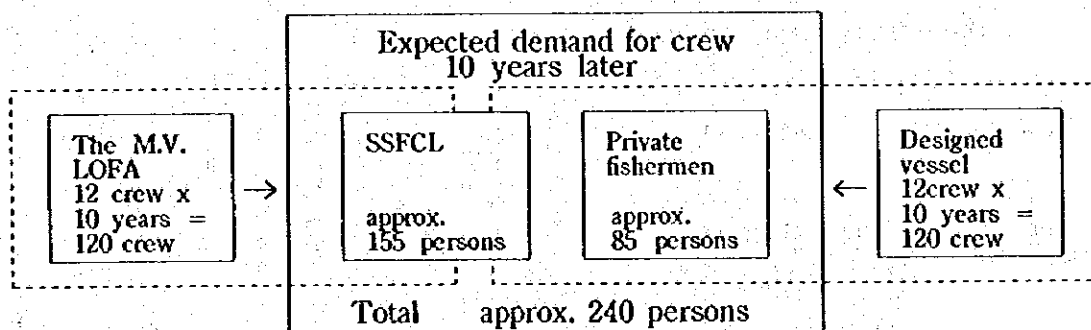 Expected demand for crew
10 years later
The M.V.
LOFA
12 crew x
10 years =
120 crew
SSFCL
approx.
155 persons
Private
fishermen
approx.
85 persons
Designed
vessel
12crew x
10 years =
120 crew
Total approx. 240 persons